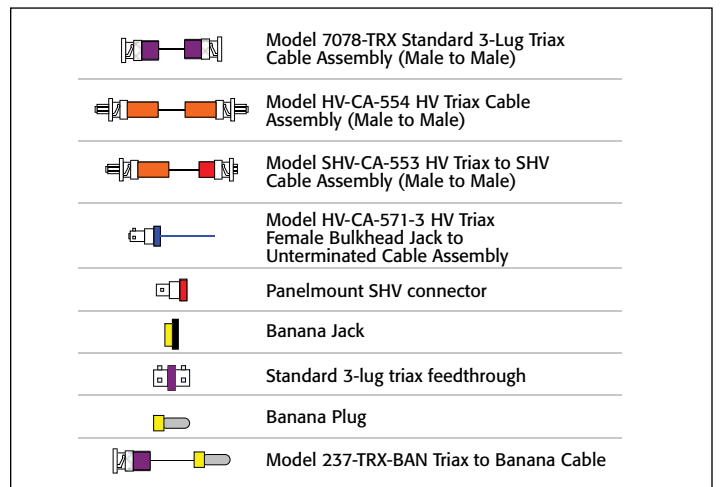 Model 7078-TRX Standard 3-Lug Triax
Cable Assembly (Male to Male)
Model HV-CA-554 HV Triax Cable
Assembly (Male to Male)
Model SHV-CA-553 HV Triax to SHV
Cable Assembly (Male to Male)
Model HV-CA-571-3 HV Triax
Female Bulkhead Jack to
Unterminated Cable Assembly
Panelmount SHV connector
Banana Jack
Standard 3-lug triax feedthrough
Banana Plug
Model 237-TRX-BAN Triax to Banana Cable